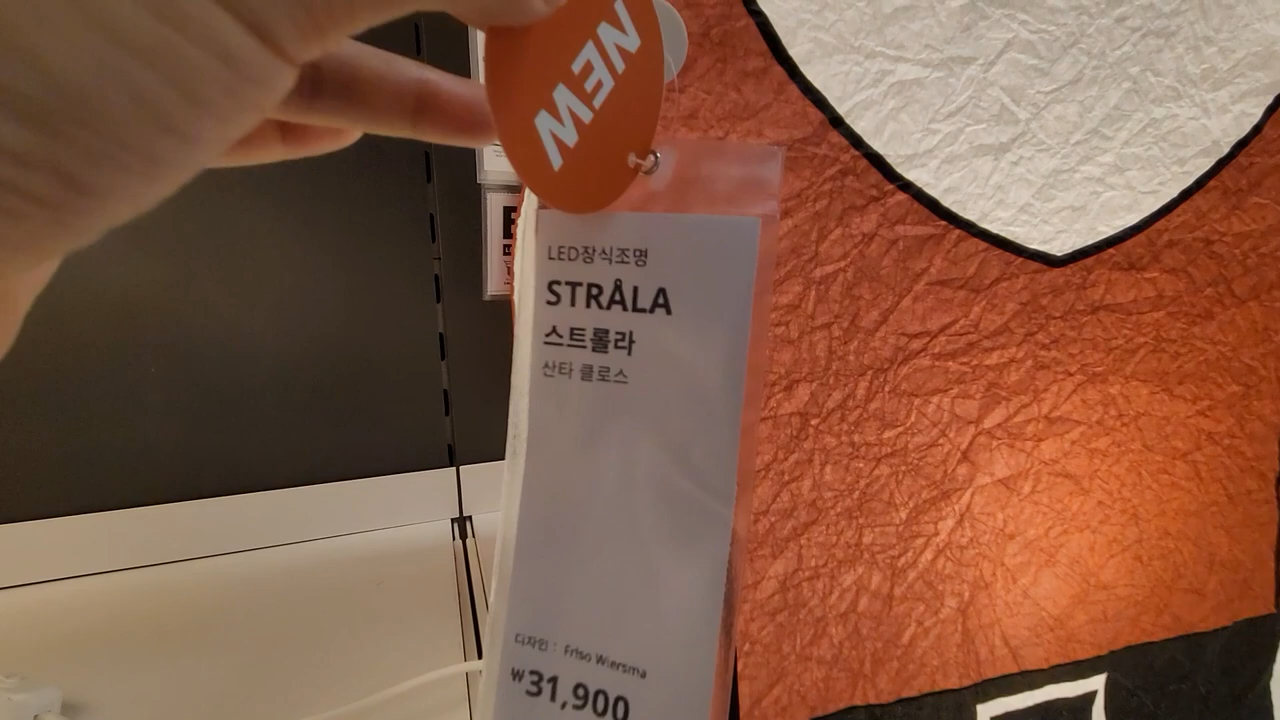 NEW
LED장식조명
STRÅLA
스트롤라
산타 클로스
디자인 : Friso Wiersma
₩31,900